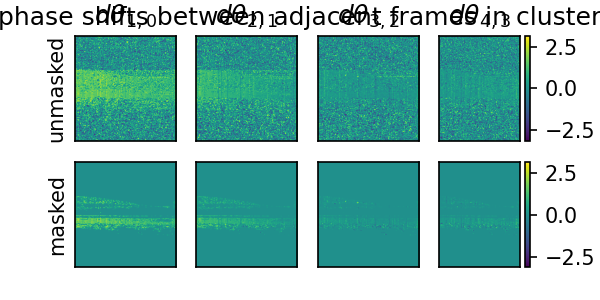 phase shifts between adjacent frames in cluster
dθ1,0 dθ2,1 dθ3,2 dθ4,3
unmasked
2.5
0.0
−2.5
masked
2.5
0.0
−2.5